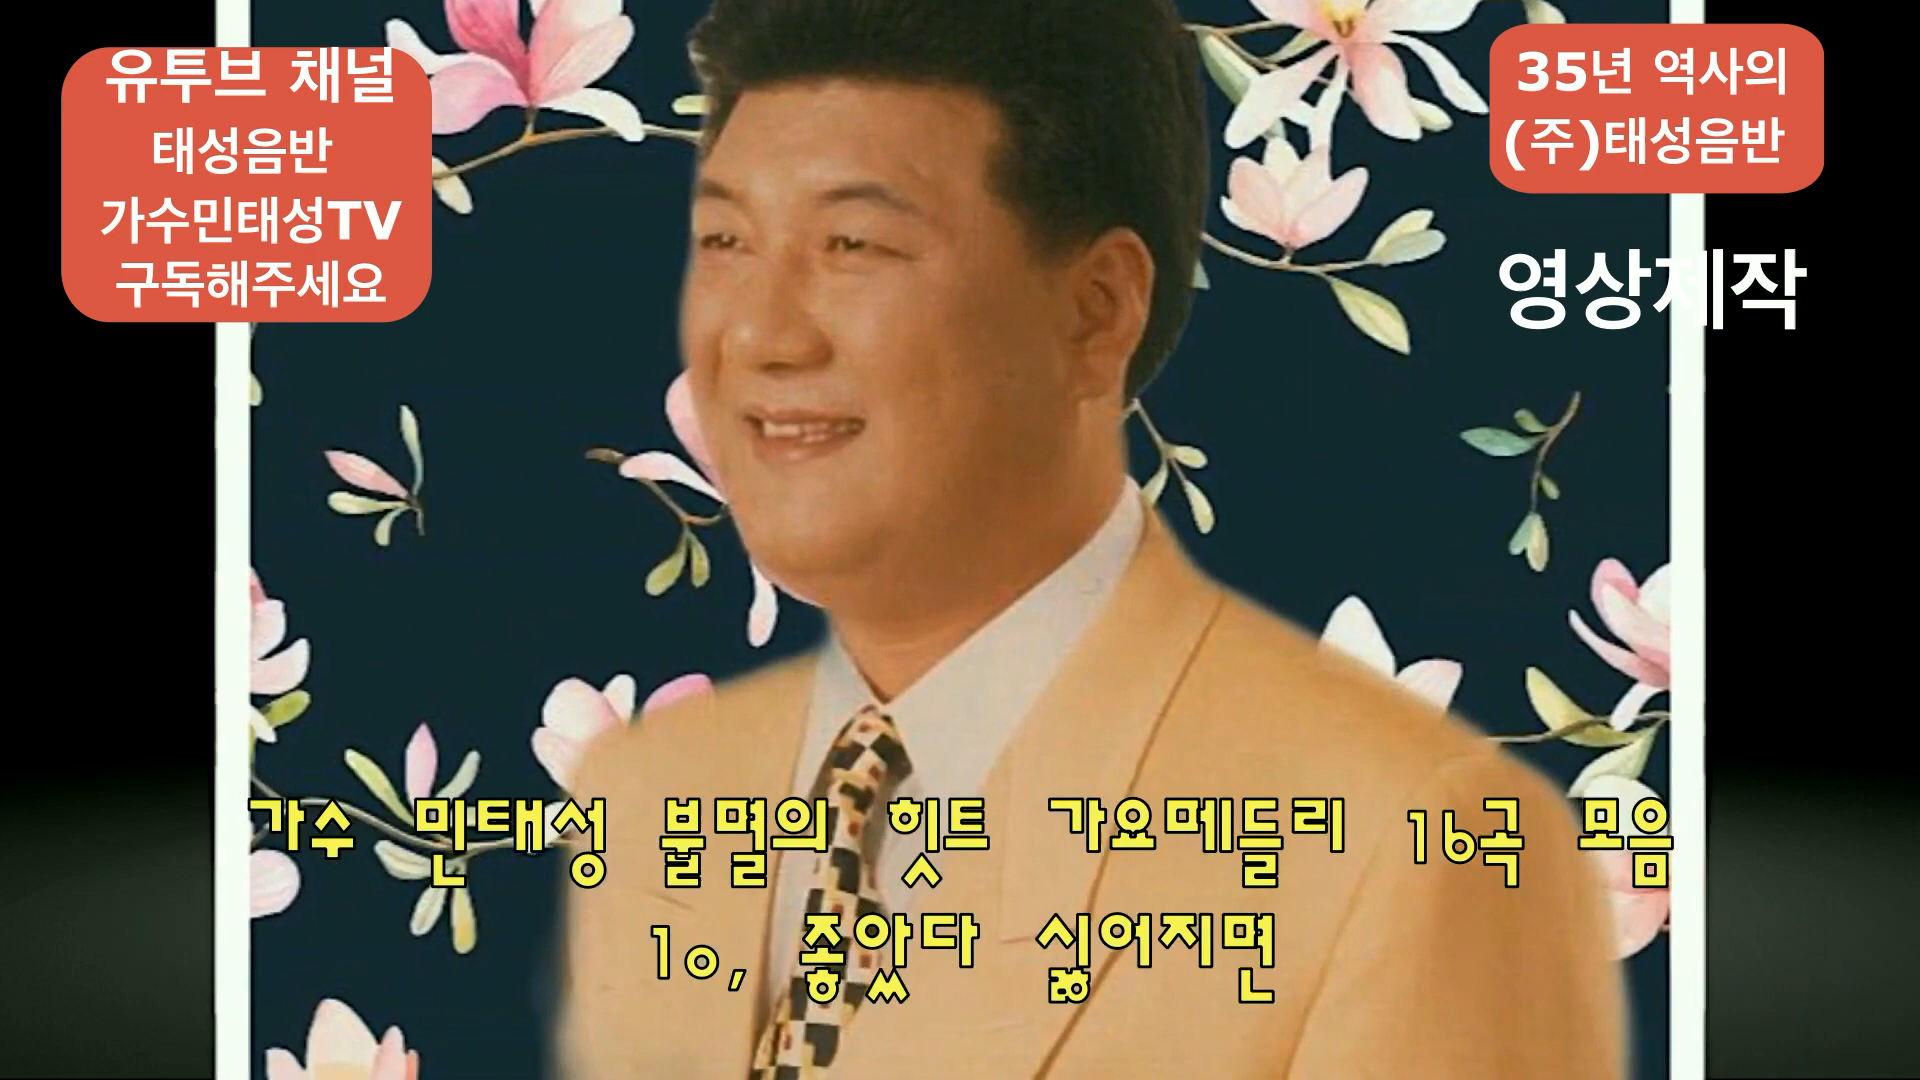 유투브 채널
태성음반
가수민태성TV
구독해주세요
35년 역사의
(주)태성음반
영상제작
가수 민태성 불멸의 힛트 가요메들리 16곡 모음
10, 좋았다 싫어지면